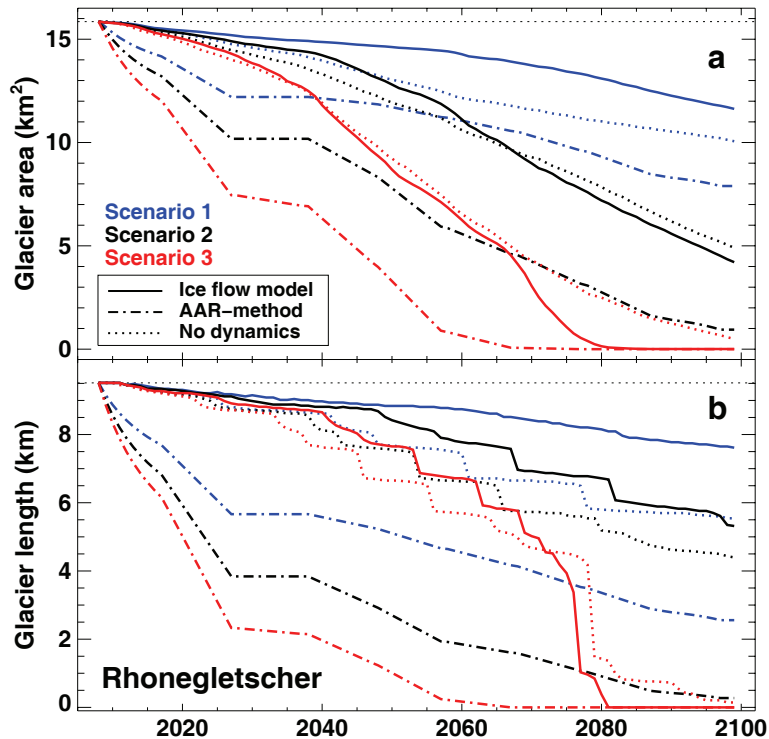 15
10
5
0
Glacier area (km²)
a
Scenario 1
Scenario 2
Scenario 3
Ice flow model
AAR−method
No dynamics
8
6
4
2
0
Glacier length (km)
b
Rhonegletscher
2020 2040 2060 2080 2100